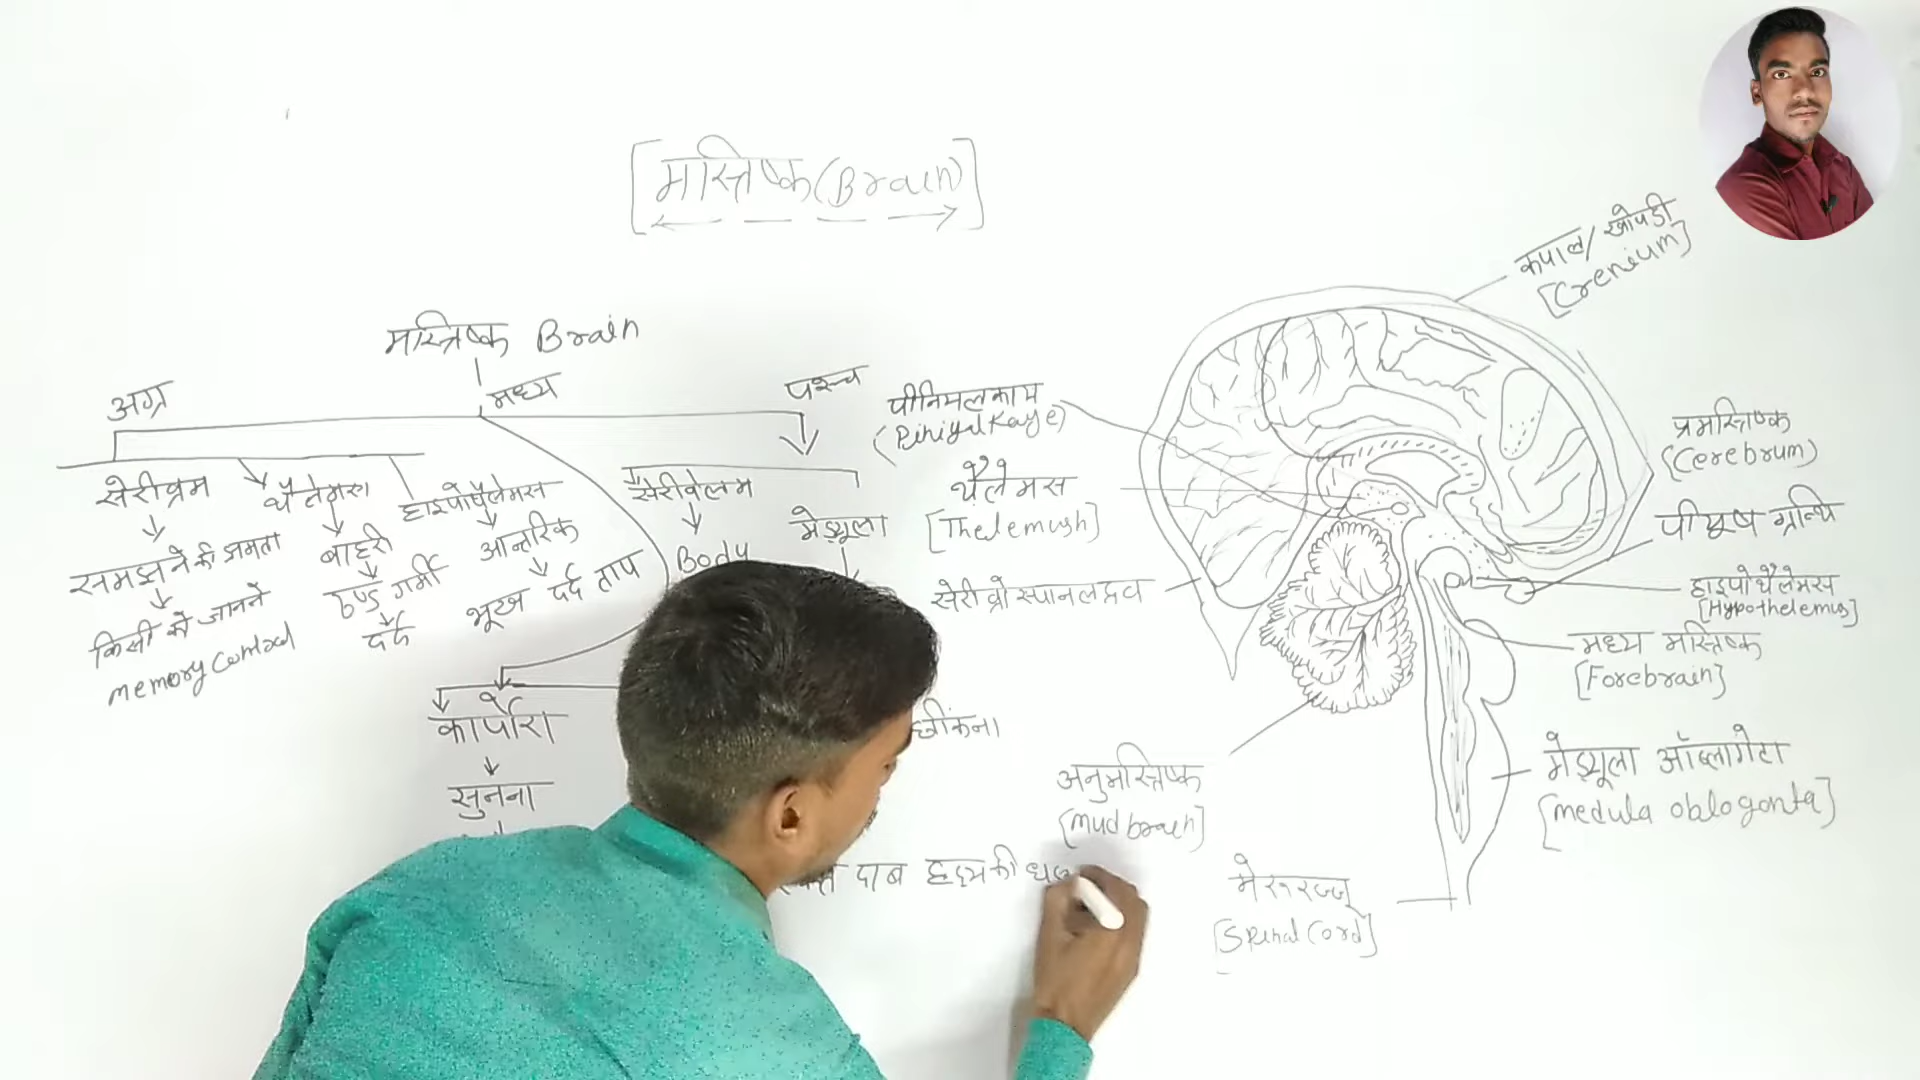 [मस्तिष्क (Brain)]
मस्तिष्क Brain
अग्र
मध्य
पश्च
सेरीब्रम
थैलेमस
हाइपोथैलेमस
समझने की क्षमता
किसी को जानने
memory Control
बाहरी
ठण्ड गर्मी
दर्द
आन्तरिक
भूख दर्द ताप
सेरीवेलम
Body
मेड्यूला
कार्पोरा
सुनना
छींकना
रक्त दाब हृदय की
पीनियलकाय
(Piniyal Kaye)
थैलेमस
[Thelemush]
सेरीब्रोस्पानल द्रव
अनुमस्तिष्क
[mud brain]
मेरुरज्जू
[Spinal Cord]
कपाल/खोपडी
[Crenium]
प्रमस्तिष्क
(Cerebrum)
पीयूष ग्रन्थि
हाइपोथैलेमस
[Hypothelemus]
मध्य मस्तिष्क
[Forebrain]
मेड्यूला ऑब्लागेटा
[medula oblogonta]